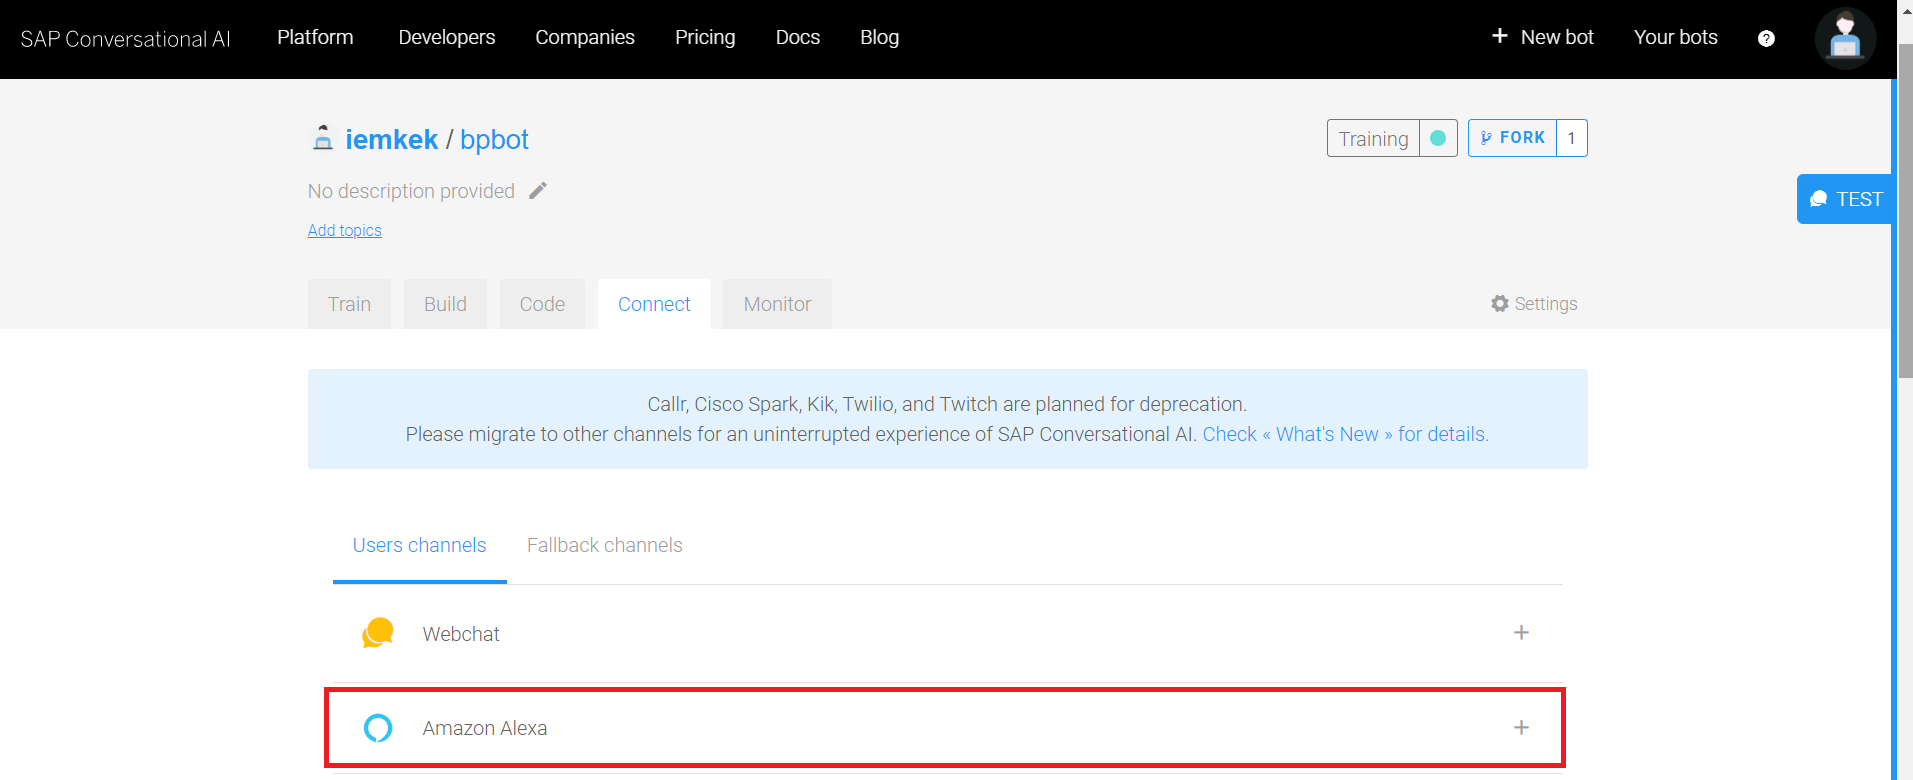 SAP Conversational AI Platform Developers Companies Pricing Docs Blog + New bot Your bots ?
iemkek / bpbot
Training FORK 1
No description provided
TEST
Add topics
Train Build Code Connect Monitor Settings
Callr, Cisco Spark, Kik, Twilio, and Twitch are planned for deprecation.
Please migrate to other channels for an uninterrupted experience of SAP Conversational AI. Check « What's New » for details.
Users channels Fallback channels
Webchat +
Amazon Alexa +